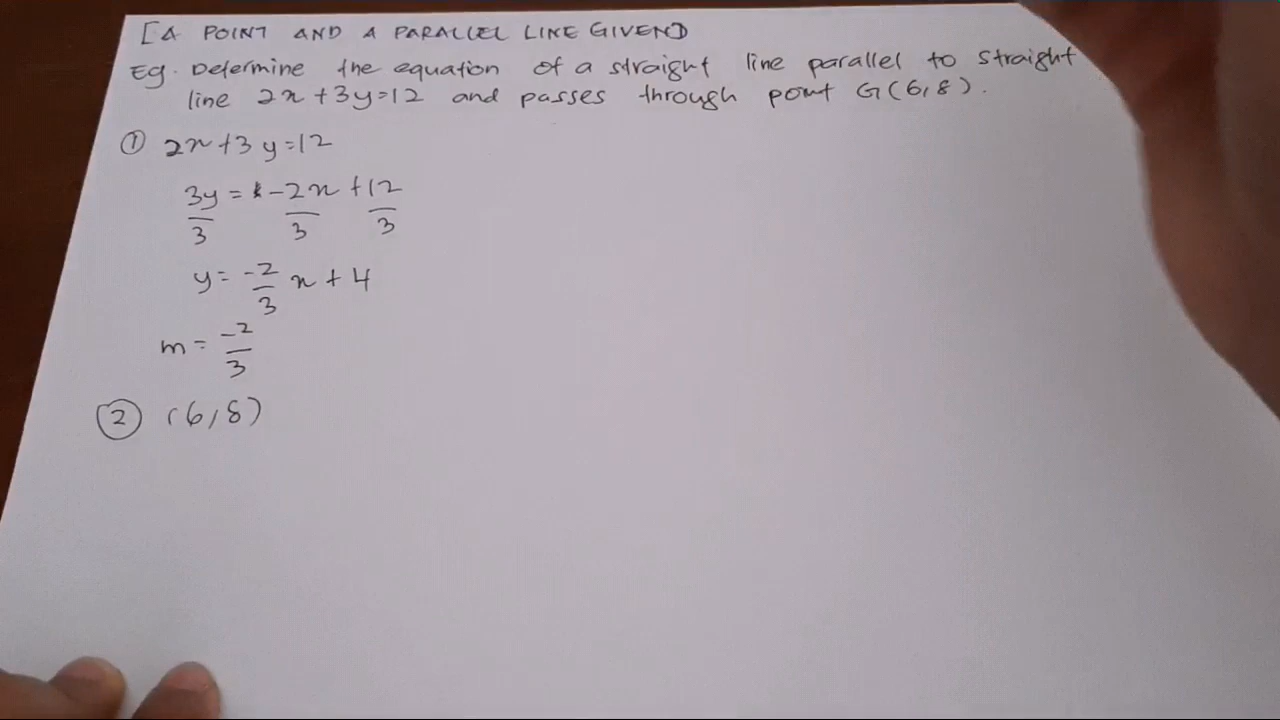 [A POINT AND A PARALLEL LINE GIVEN]
Eg. Determine the equation of a straight line parallel to straight
line 2x+3y=12 and passes through point G(6,8).
① 2x+3y=12
3y = -2x +12
3 3 3
y= -2/3 x + 4
m= -2/3
② (6,8)